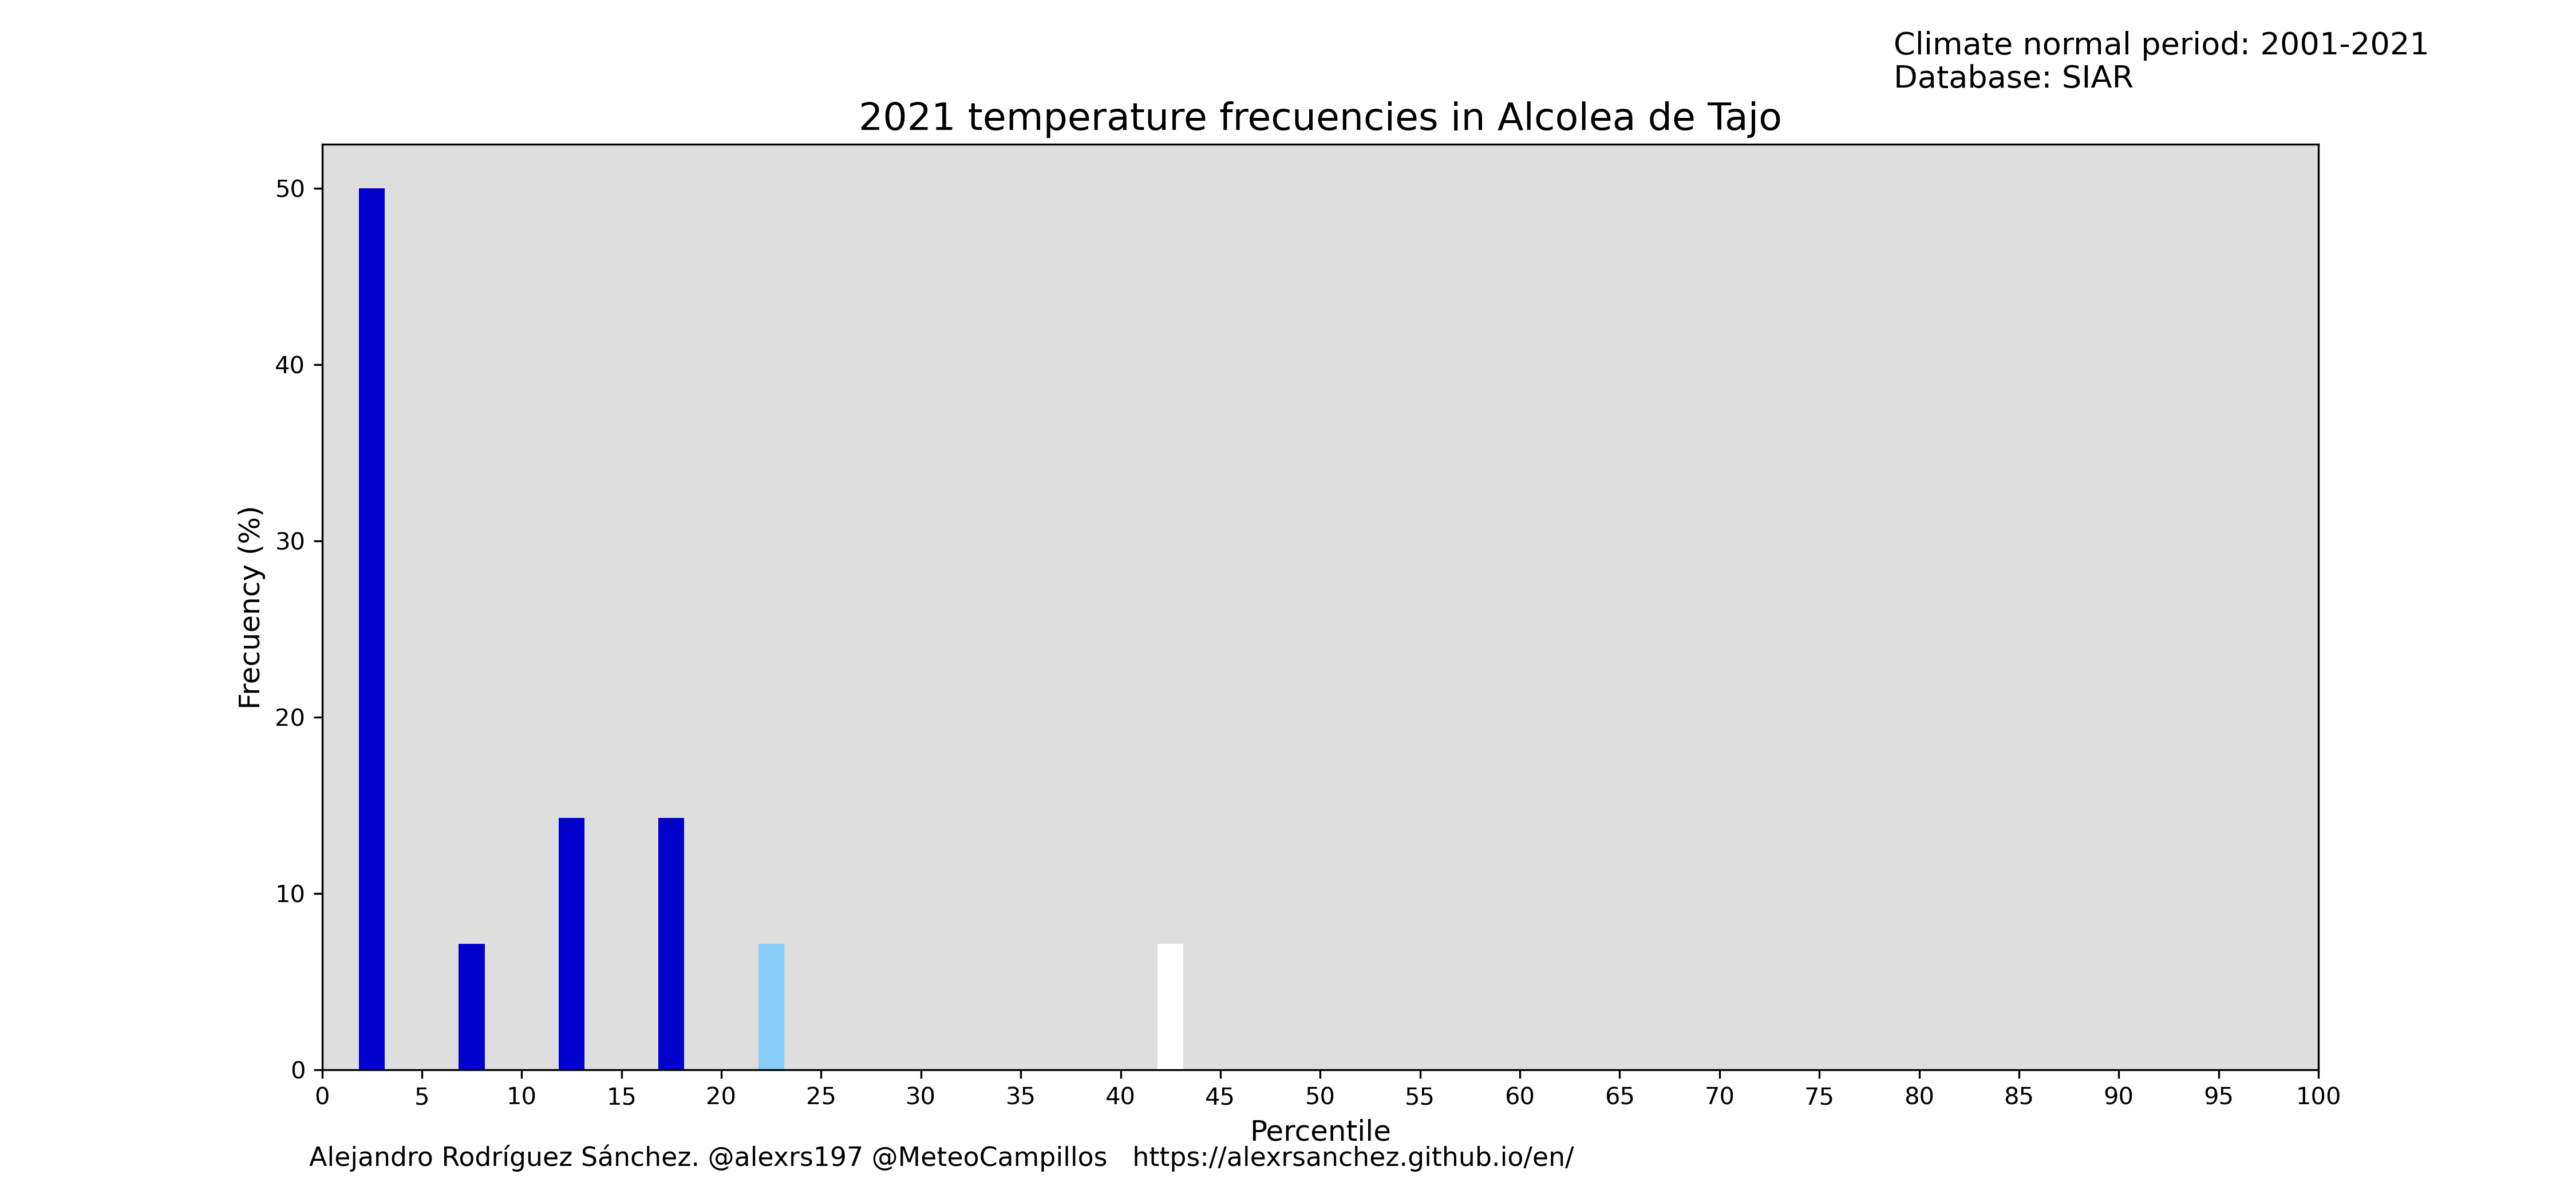 Climate normal period: 2001-2021
Database: SIAR
2021 temperature frecuencies in Alcolea de Tajo
50
40
30
20
10
0
Frecuency (%)
0 5 10 15 20 25 30 35 40 45 50 55 60 65 70 75 80 85 90 95 100
Percentile
Alejandro Rodríguez Sánchez. @alexrs197 @MeteoCampillos https://alexrsanchez.github.io/en/